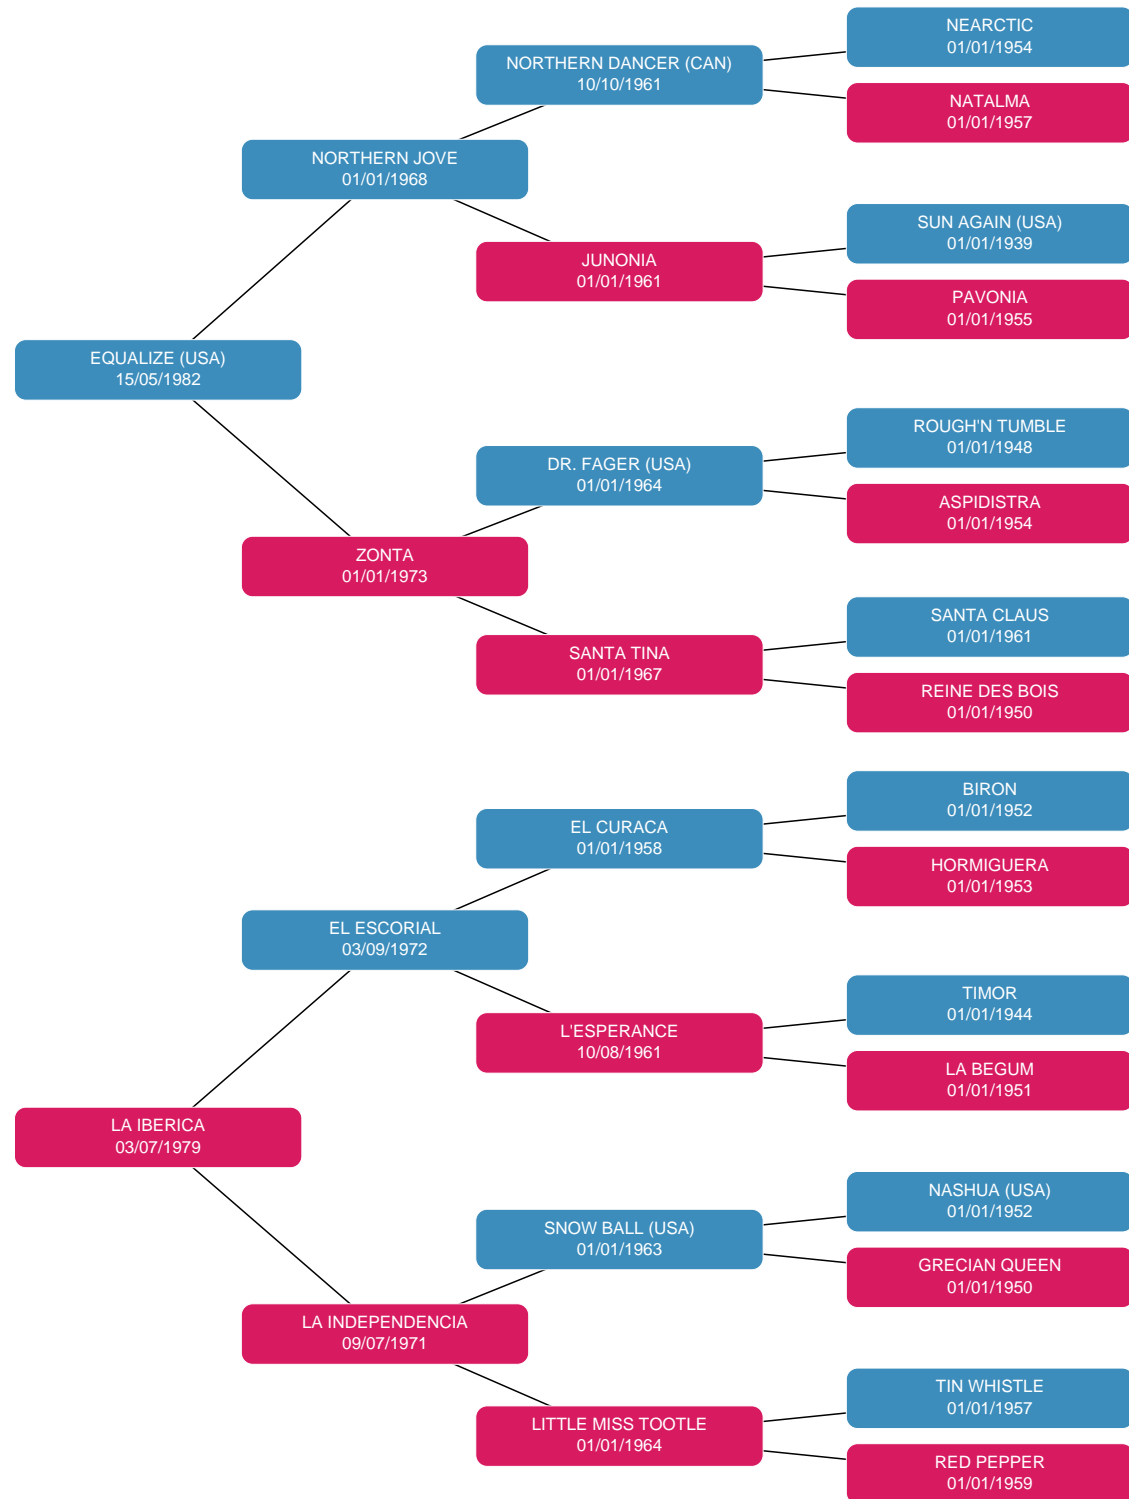 NEARCTIC
01/01/1954
NORTHERN DANCER (CAN)
10/10/1961
NATALMA
01/01/1957
NORTHERN JOVE
01/01/1968
SUN AGAIN (USA)
01/01/1939
JUNONIA
01/01/1961
PAVONIA
01/01/1955
EQUALIZE (USA)
15/05/1982
ROUGH'N TUMBLE
01/01/1948
DR. FAGER (USA)
01/01/1964
ASPIDISTRA
01/01/1954
ZONTA
01/01/1973
SANTA CLAUS
01/01/1961
SANTA TINA
01/01/1967
REINE DES BOIS
01/01/1950
BIRON
01/01/1952
EL CURACA
01/01/1958
HORMIGUERA
01/01/1953
EL ESCORIAL
03/09/1972
TIMOR
01/01/1944
L'ESPERANCE
10/08/1961
LA BEGUM
01/01/1951
LA IBERICA
03/07/1979
NASHUA (USA)
01/01/1952
SNOW BALL (USA)
01/01/1963
GRECIAN QUEEN
01/01/1950
LA INDEPENDENCIA
09/07/1971
TIN WHISTLE
01/01/1957
LITTLE MISS TOOTLE
01/01/1964
RED PEPPER
01/01/1959